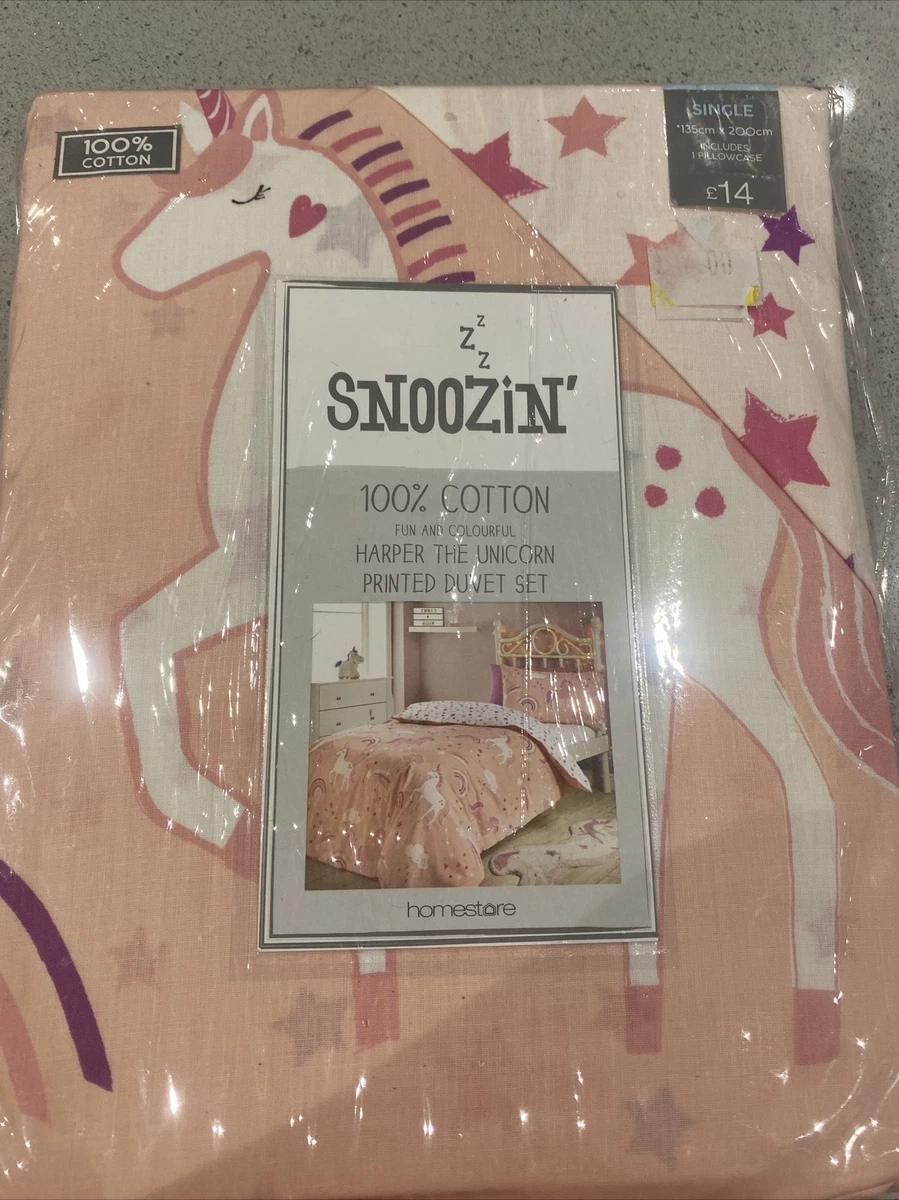 100%
COTTON
SINGLE
*135cm x 200cm
INCLUDES
1 PILLOWCASE
£14
00
z
z
z
SNOOZiN'
100% COTTON
FUN AND COLOURFUL
HARPER THE UNICORN
PRINTED DUVET SET
homestore